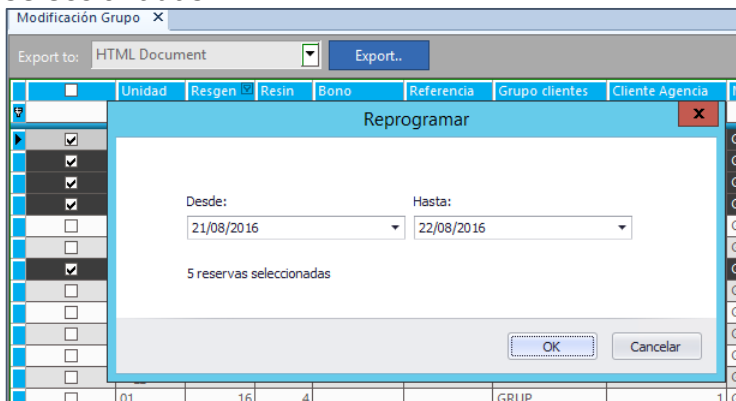 Modificación Grupo X
Export to: HTML Document Export..
Unidad Resgen Resin Bono Referencia Grupo clientes Cliente Agencia
Reprogramar x
Desde: Hasta:
21/08/2016 22/08/2016
5 reservas seleccionadas
OK Cancelar
01 16 4 GRUP 1